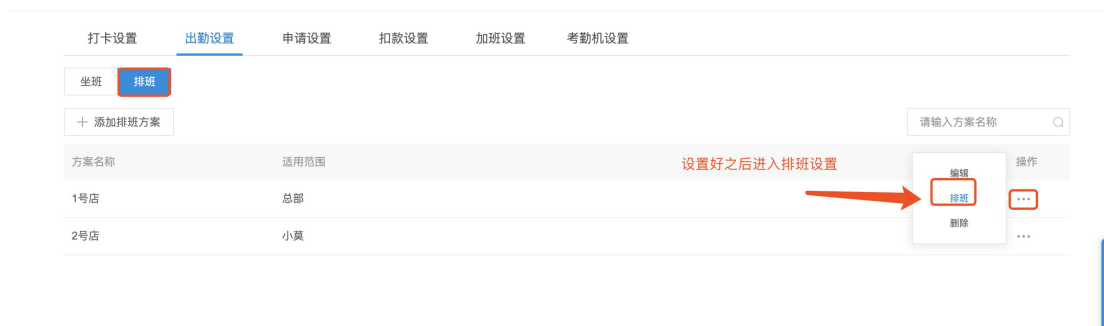 打卡设置 出勤设置 申请设置 扣款设置 加班设置 考勤机设置
坐班 排班
+ 添加排班方案 请输入方案名称
方案名称 适用范围 设置好之后进入排班设置 操作
编辑
1号店 总部 排班 ...
删除
2号店 小莫 ...